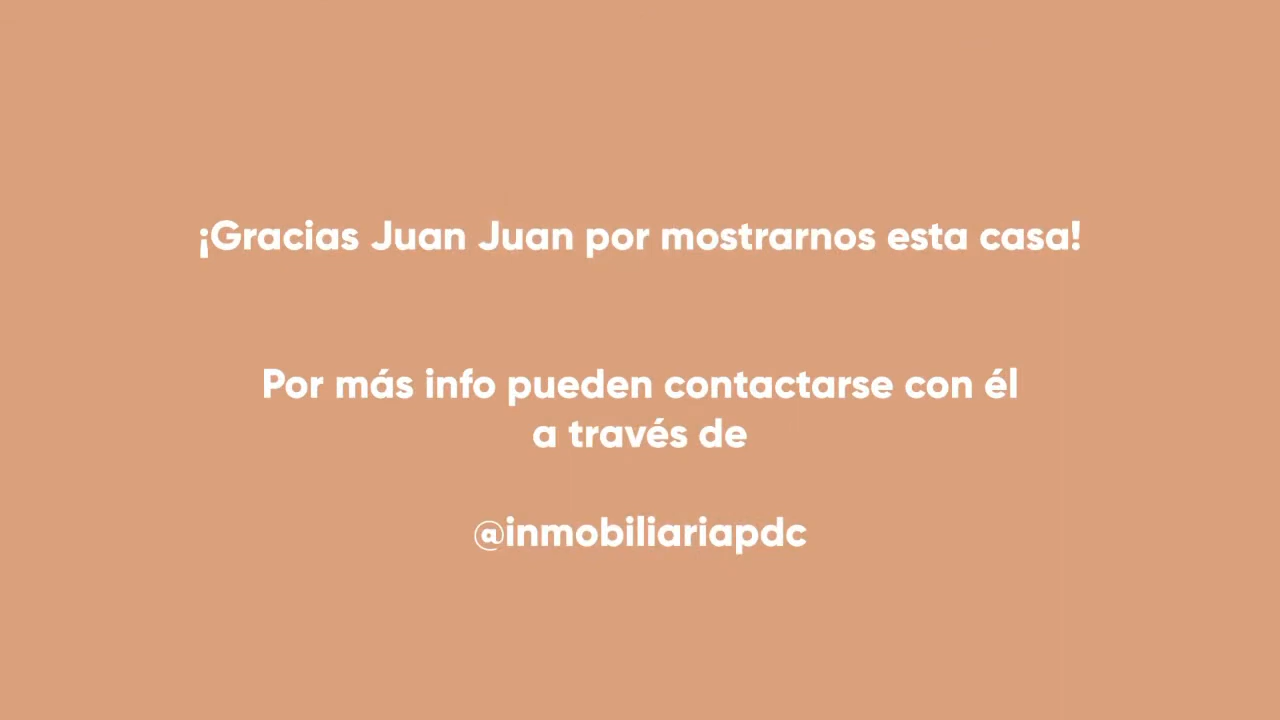 ¡Gracias Juan Juan por mostrarnos esta casa!
Por más info pueden contactarse con él
a través de
@inmobiliariapdc